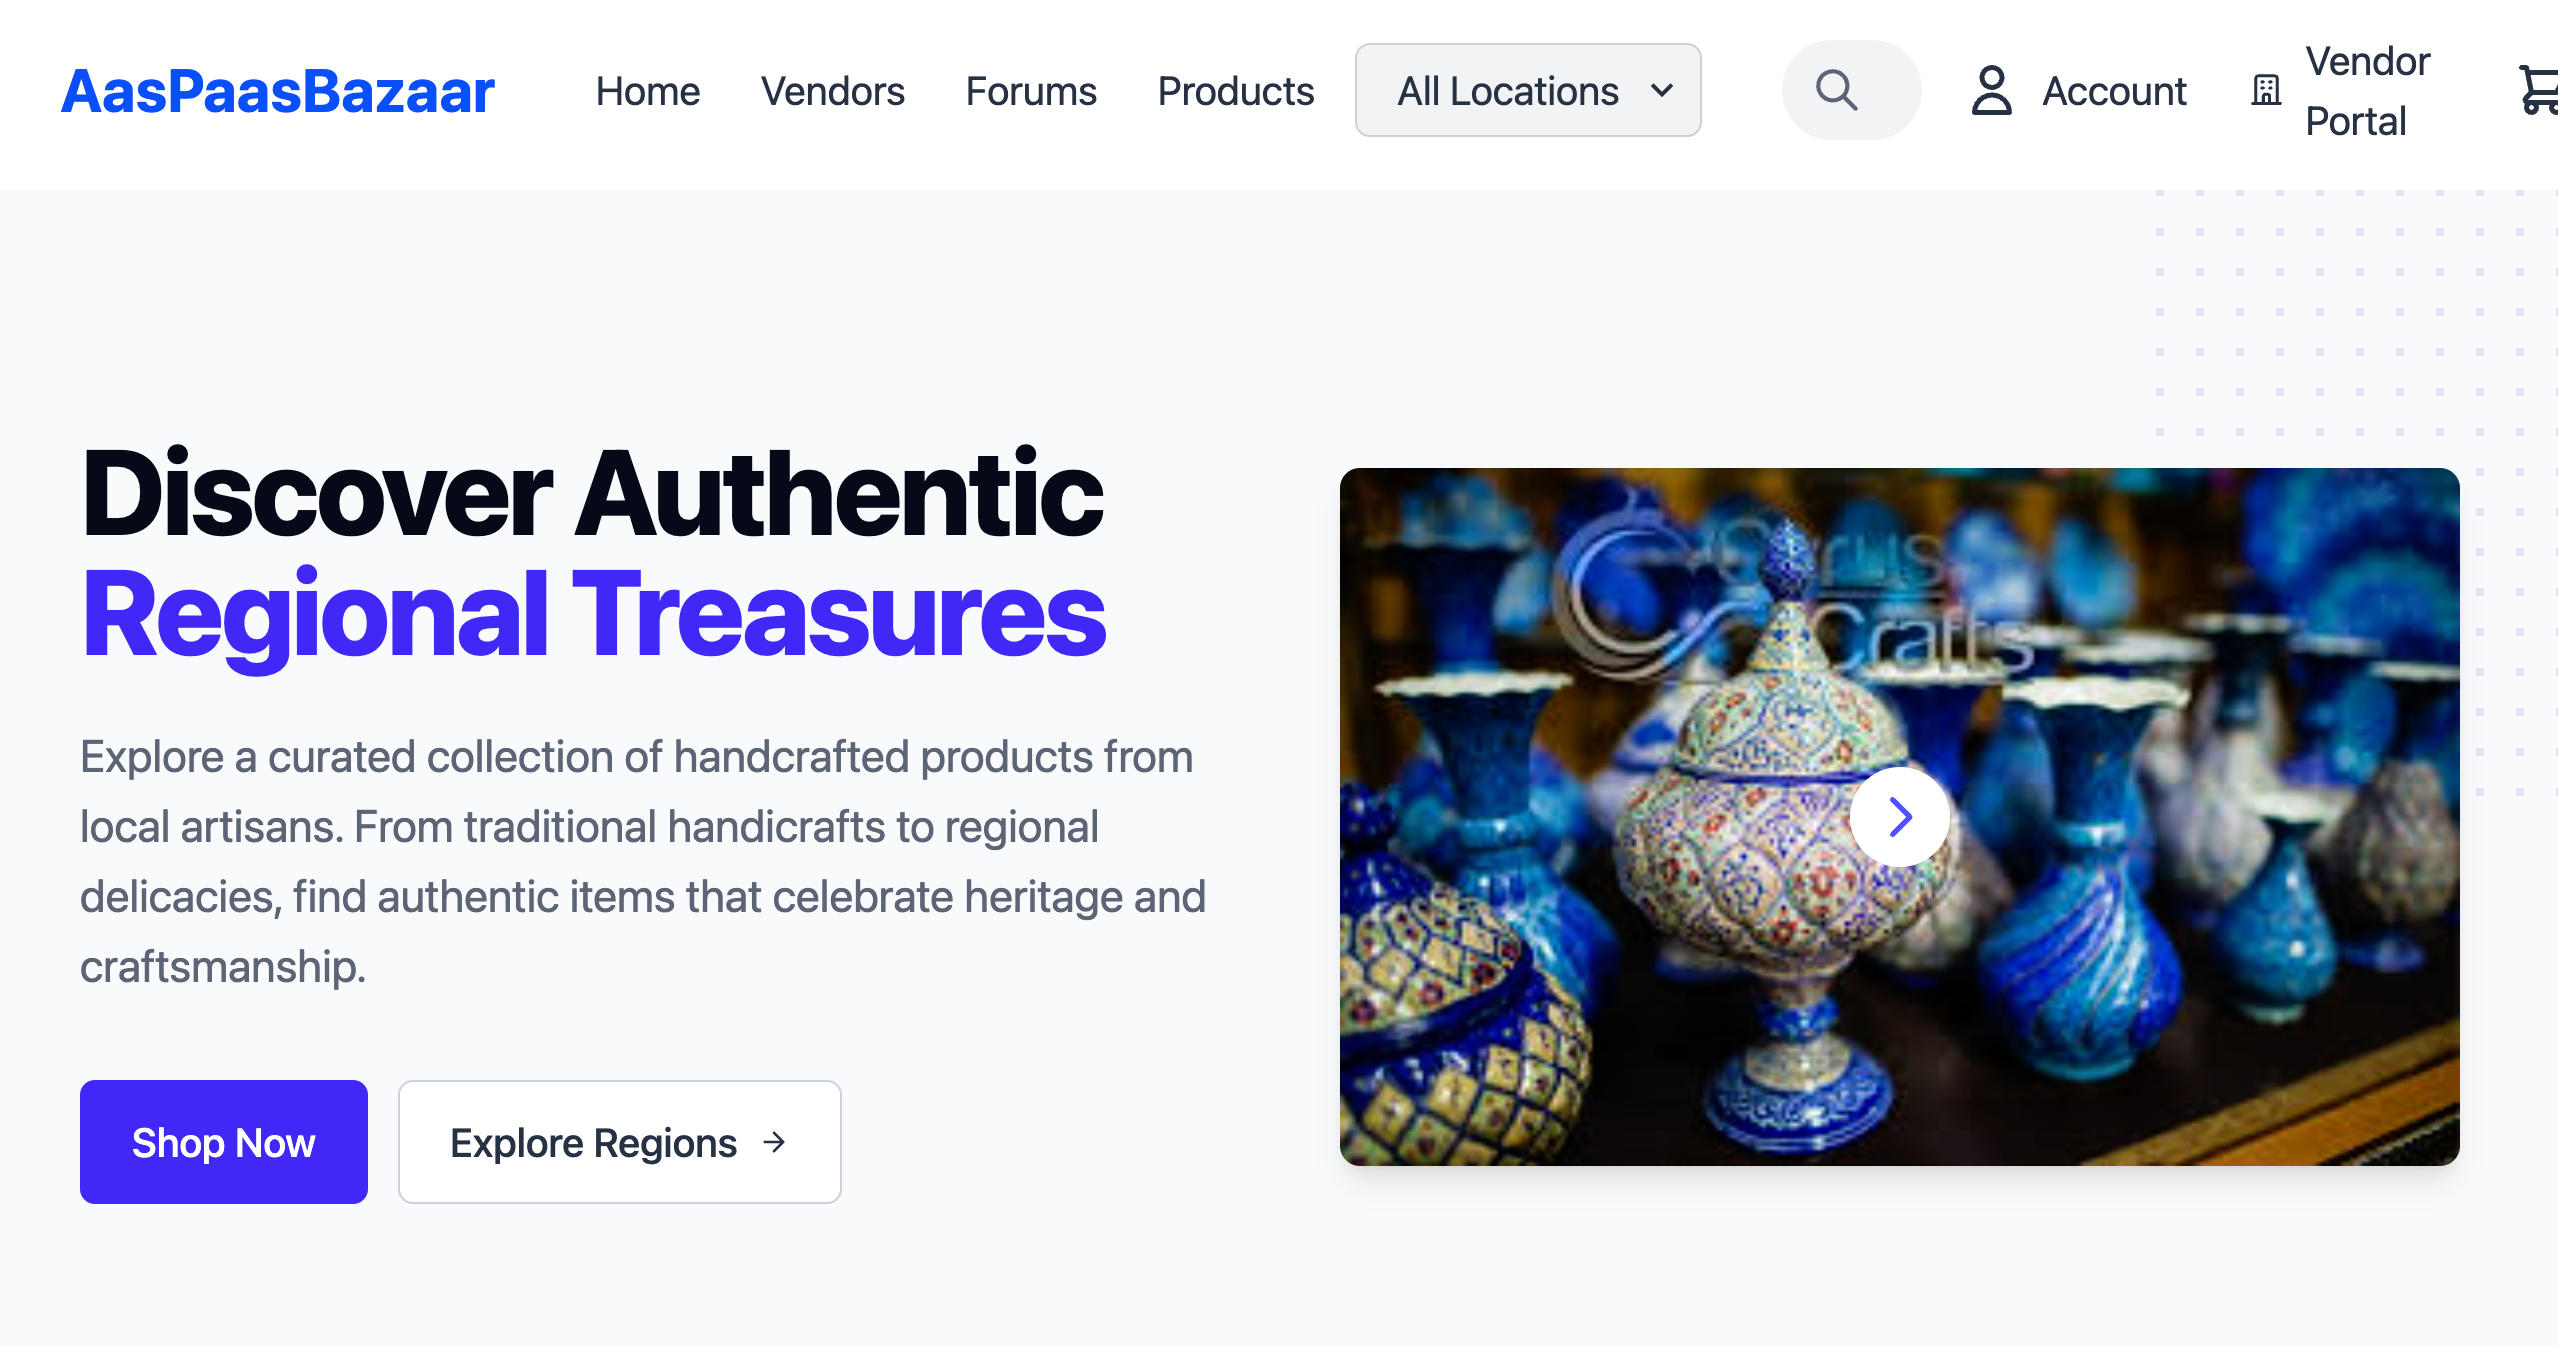 AasPaasBazaar
Home
Vendors
Forums
Products
All Locations
Account
Vendor
Portal
Discover Authentic
Regional Treasures
Explore a curated collection of handcrafted products from
local artisans. From traditional handicrafts to regional
delicacies, find authentic items that celebrate heritage and
craftsmanship.
Shop Now
Explore Regions
Cyrus
Crafts